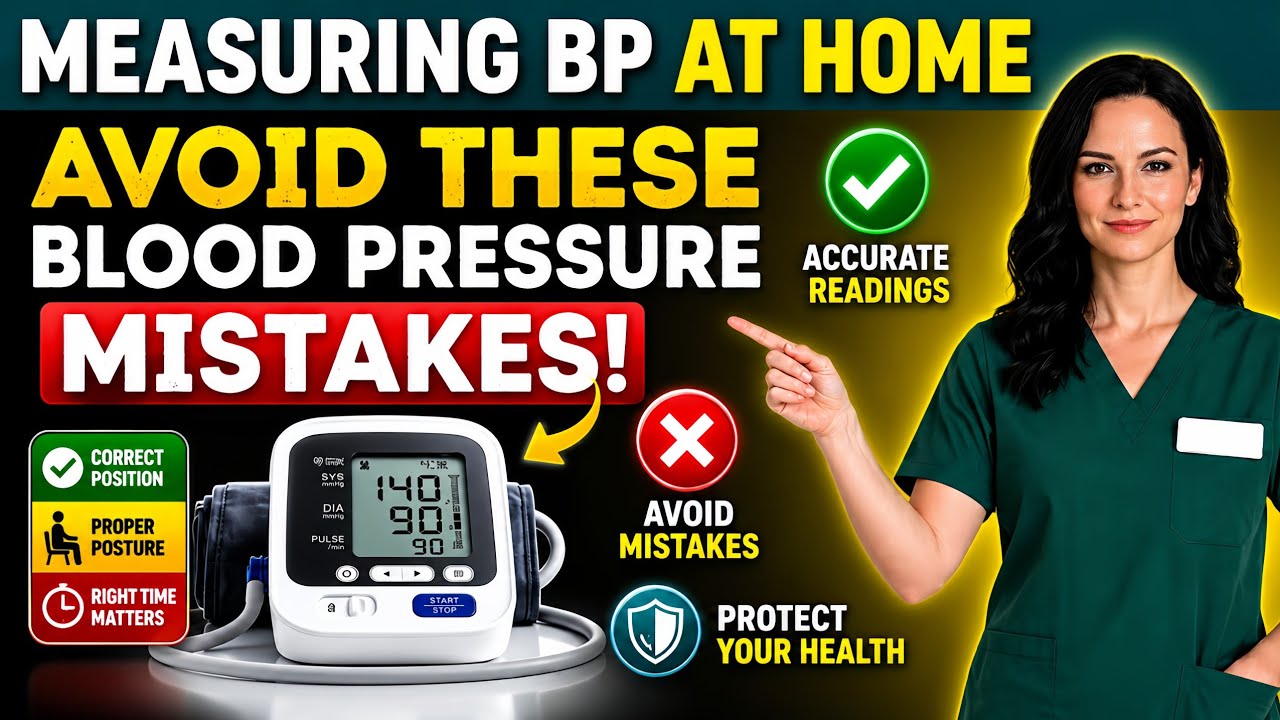 MEASURING BP AT HOME
AVOID THESE
BLOOD PRESSURE
MISTAKES!
ACCURATE
READINGS
CORRECT
POSITION
PROPER
POSTURE
RIGHT TIME
MATTERS
SYS
mmHg
140
DIA
mmHg
90
PULSE
/min
90
START
STOP
AVOID
MISTAKES
PROTECT
YOUR HEALTH